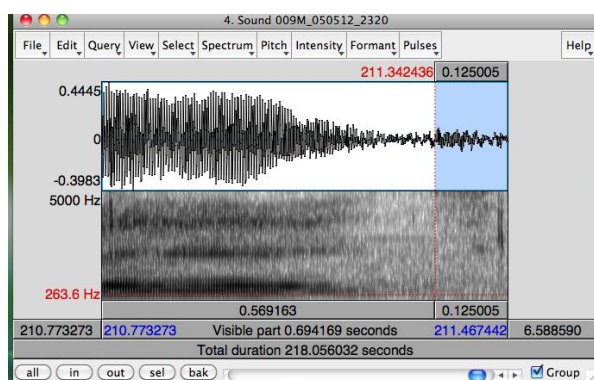 4. Sound 009M_050512_2320
File Edit Query View Select Spectrum Pitch Intensity Formant Pulses Help
211.342436 0.125005
0.4445
0
-0.3983
5000 Hz
263.6 Hz
0.569163 0.125005
210.773273 210.773273 Visible part 0.694169 seconds 211.467442 6.588590
Total duration 218.056032 seconds
all in out sel bak Group